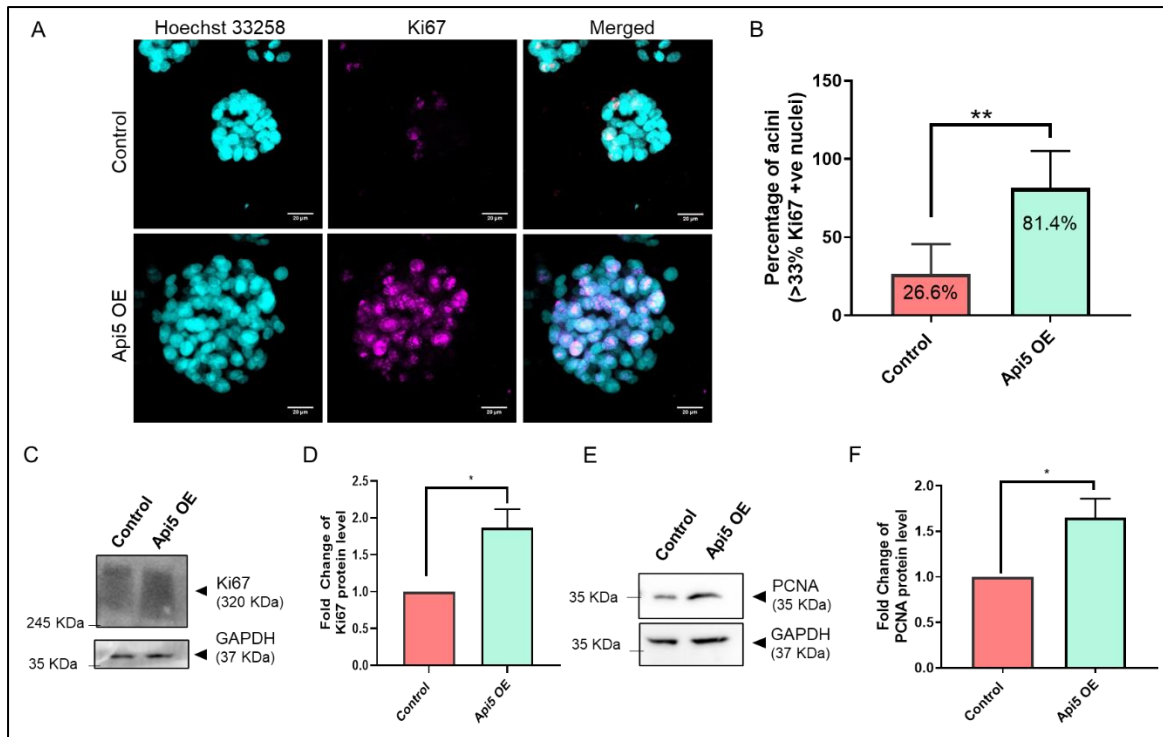 A
Hoechst 33258
Ki67
Merged
Control
20 µm
20 µm
20 µm
Api5 OE
20 µm
20 µm
20 µm
B
Percentage of acini
(>33% Ki67 +ve nuclei)
150
100
50
0
**
26.6%
81.4%
Control
Api5 OE
C
Control
Api5 OE
Ki67
(320 KDa)
245 KDa
GAPDH
(37 KDa)
35 KDa
D
Fold Change of
Ki67 protein level
2.5
2.0
1.5
1.0
0.5
0.0
*
Control
Api5 OE
E
Control
Api5 OE
35 KDa
PCNA
(35 KDa)
35 KDa
GAPDH
(37 KDa)
F
Fold Change of
PCNA protein level
2.0
1.5
1.0
0.5
0.0
*
Control
Api5 OE